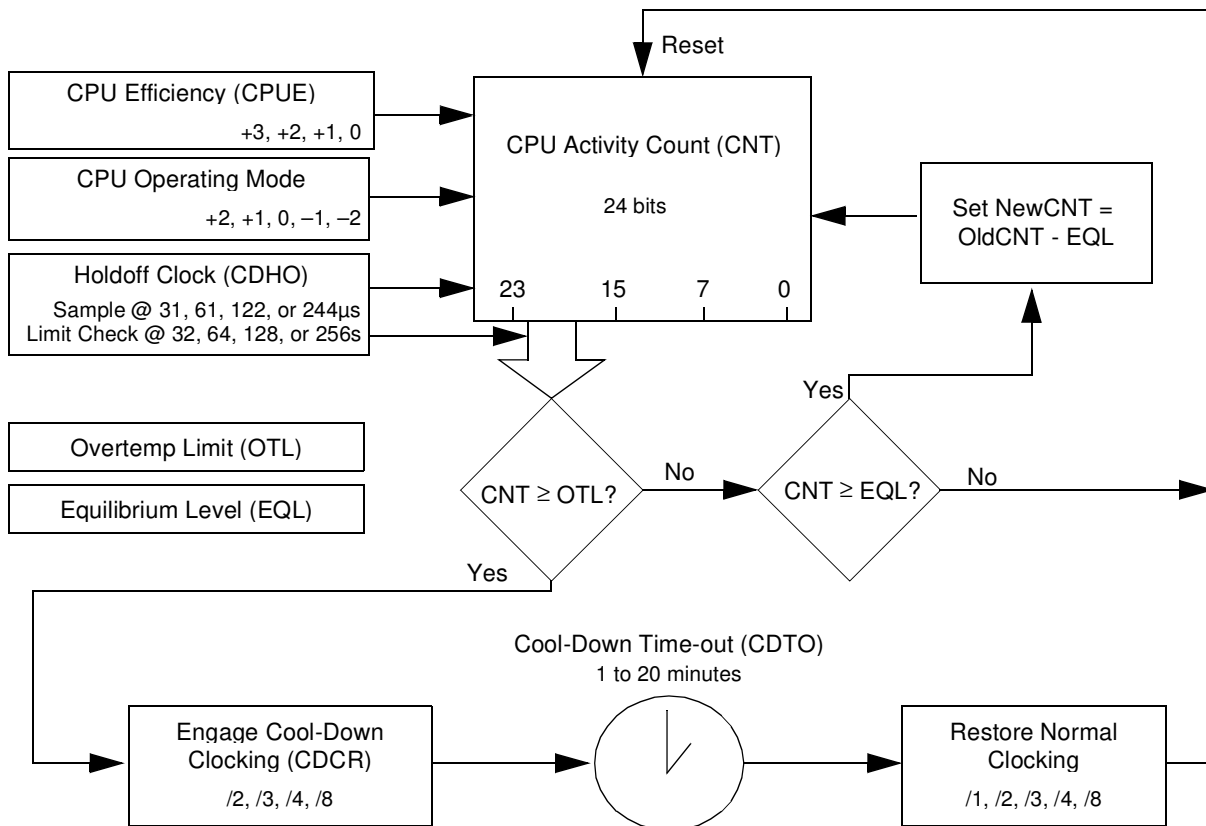 Reset
CPU Efficiency (CPUE)
+3, +2, +1, 0
CPU Operating Mode
+2, +1, 0, –1, –2
Holdoff Clock (CDHO)
Sample @ 31, 61, 122, or 244µs
Limit Check @ 32, 64, 128, or 256s
CPU Activity Count (CNT)
24 bits
23 15 7 0
Set NewCNT =
OldCNT - EQL
Overtemp Limit (OTL)
Equilibrium Level (EQL)
CNT ≥ OTL?
No
Yes
CNT ≥ EQL?
Yes
No
Cool-Down Time-out (CDTO)
1 to 20 minutes
Engage Cool-Down
Clocking (CDCR)
/2, /3, /4, /8
Restore Normal
Clocking
/1, /2, /3, /4, /8